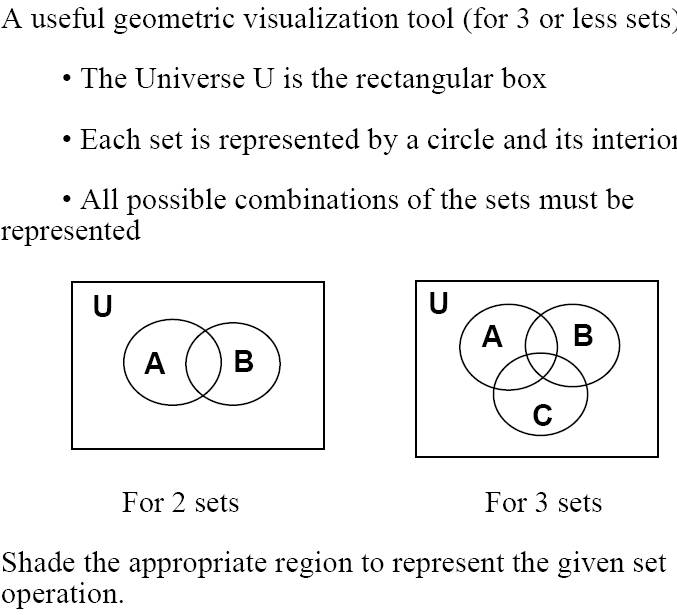 A useful geometric visualization tool (for 3 or less sets)
• The Universe U is the rectangular box
• Each set is represented by a circle and its interior
• All possible combinations of the sets must be
represented
U
A B
U
A B
C
For 2 sets
For 3 sets
Shade the appropriate region to represent the given set
operation.